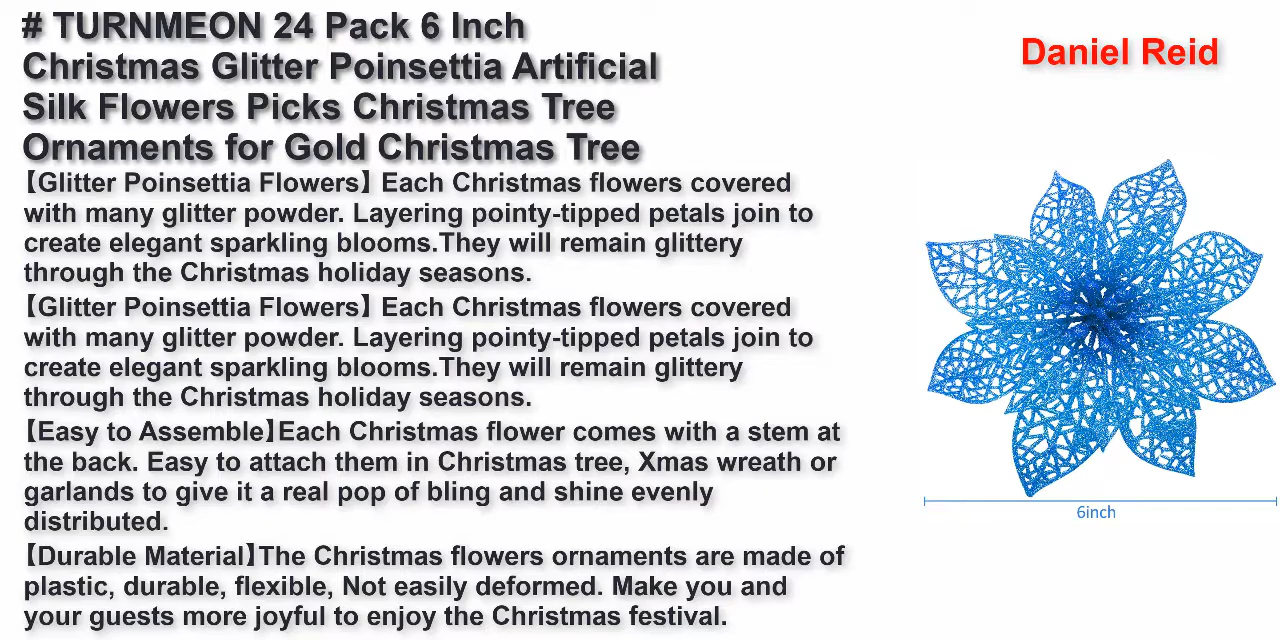 # TURNMEON 24 Pack 6 Inch
Christmas Glitter Poinsettia Artificial
Silk Flowers Picks Christmas Tree
Ornaments for Gold Christmas Tree
【Glitter Poinsettia Flowers】 Each Christmas flowers covered
with many glitter powder. Layering pointy-tipped petals join to
create elegant sparkling blooms.They will remain glittery
through the Christmas holiday seasons.
【Glitter Poinsettia Flowers】 Each Christmas flowers covered
with many glitter powder. Layering pointy-tipped petals join to
create elegant sparkling blooms.They will remain glittery
through the Christmas holiday seasons.
【Easy to Assemble】Each Christmas flower comes with a stem at
the back. Easy to attach them in Christmas tree, Xmas wreath or
garlands to give it a real pop of bling and shine evenly
distributed.
【Durable Material】The Christmas flowers ornaments are made of
plastic, durable, flexible, Not easily deformed. Make you and
your guests more joyful to enjoy the Christmas festival.
Daniel Reid
6inch